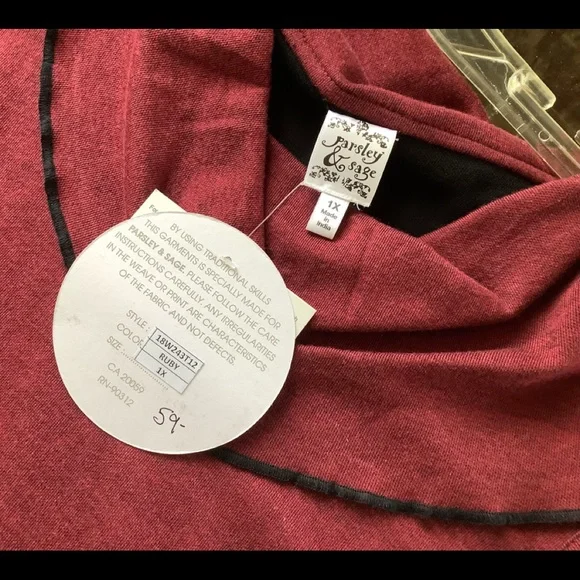 parsley
& sage
1X
Made in
India
BY USING TRADITIONAL SKILLS
THIS GARMENTS IS SPECIALLY MADE FOR
PARSLEY & SAGE. PLEASE FOLLOW THE CARE
INSTRUCTIONS CAREFULLY. ANY IRREGULARITIES
IN THE WEAVE OR PRINT ARE CHARACTERISTICS
OF THE FABRIC AND NOT DEFECTS.
STYLE : 18W243T12
COLOR RUBY
SIZE 1X
CA 20059
RN-90312
59-